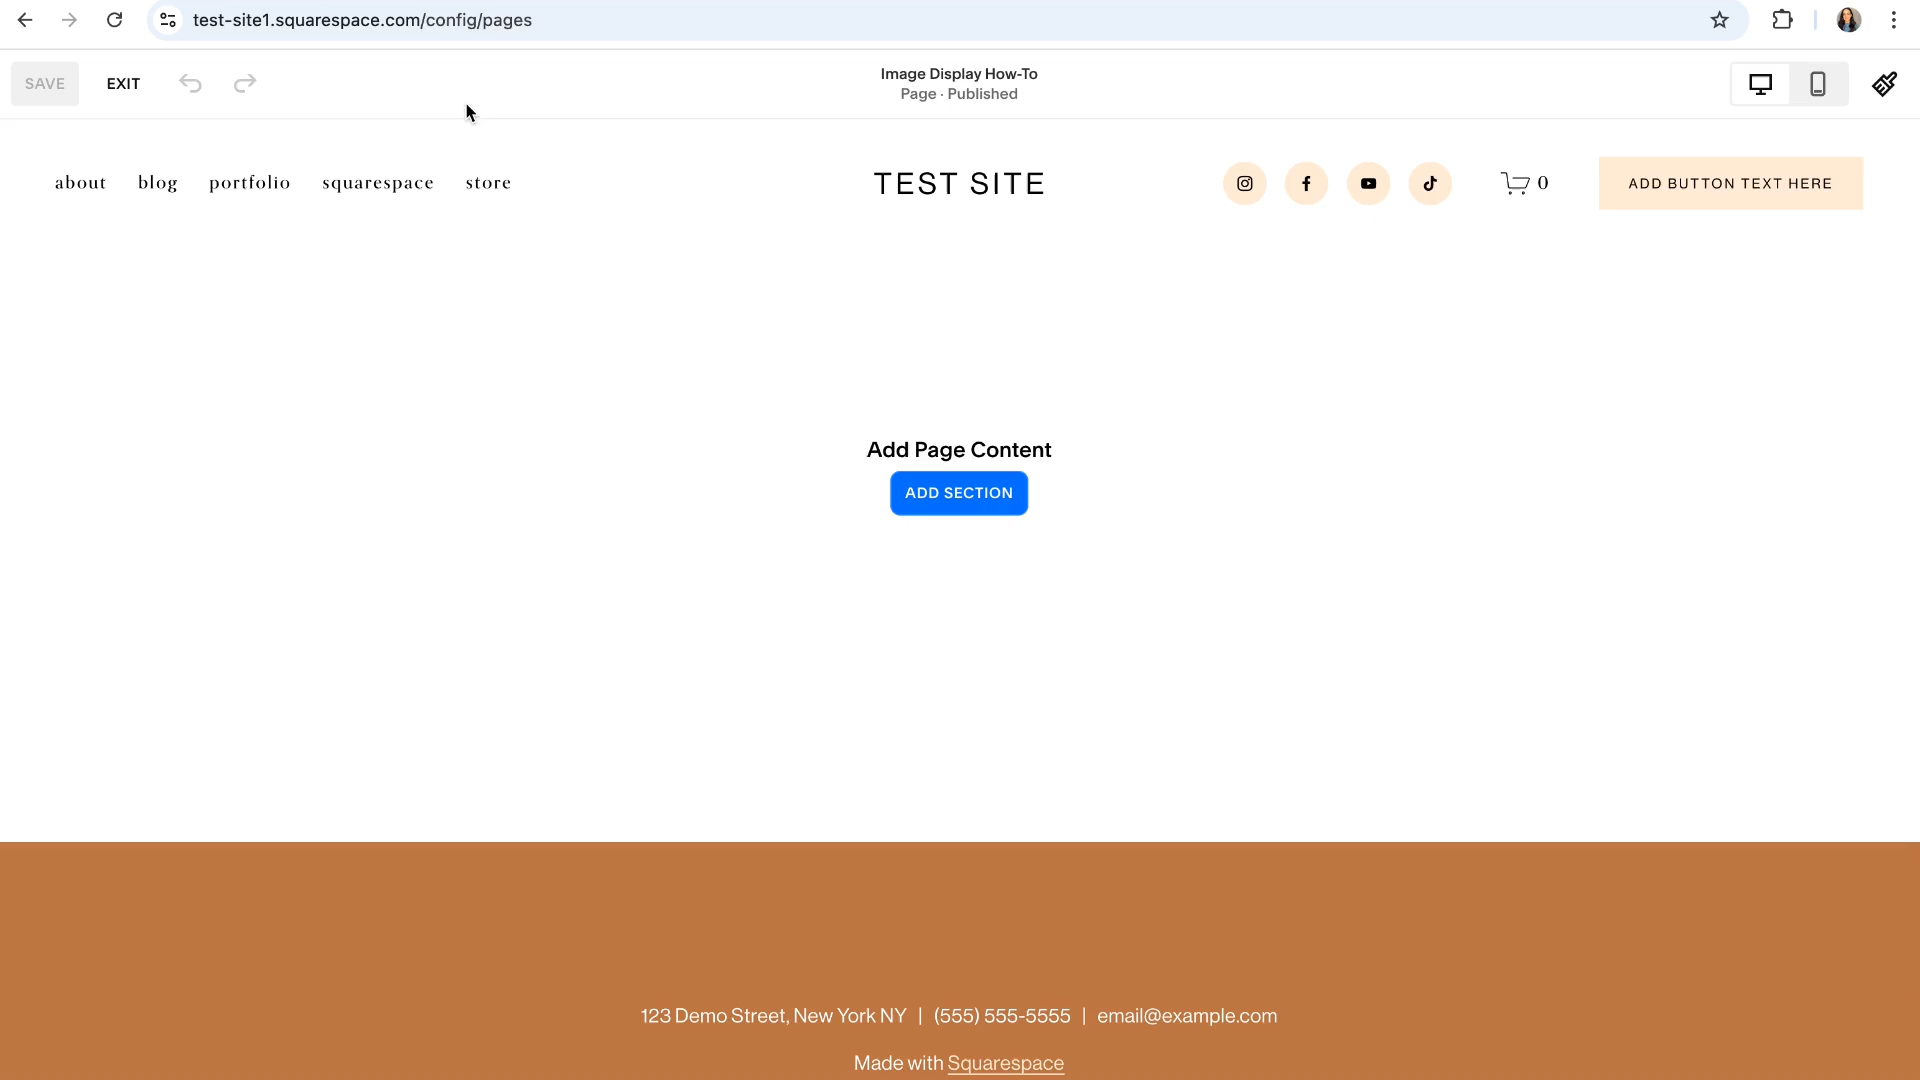 test-site1.squarespace.com/config/pages
SAVE EXIT
Image Display How-To
Page · Published
about blog portfolio squarespace store
TEST SITE
0
ADD BUTTON TEXT HERE
Add Page Content
ADD SECTION
123 Demo Street, New York NY | (555) 555-5555 | email@example.com
Made with Squarespace